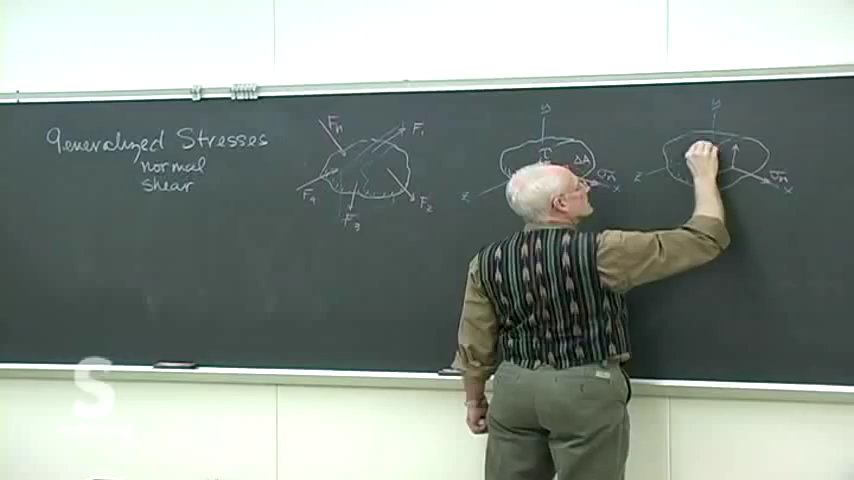 Generalized Stresses
normal
shear
Fn
F1
F4
F3
F2
y
τ
ΔA
σn
z
x
y
z
σn
x
S